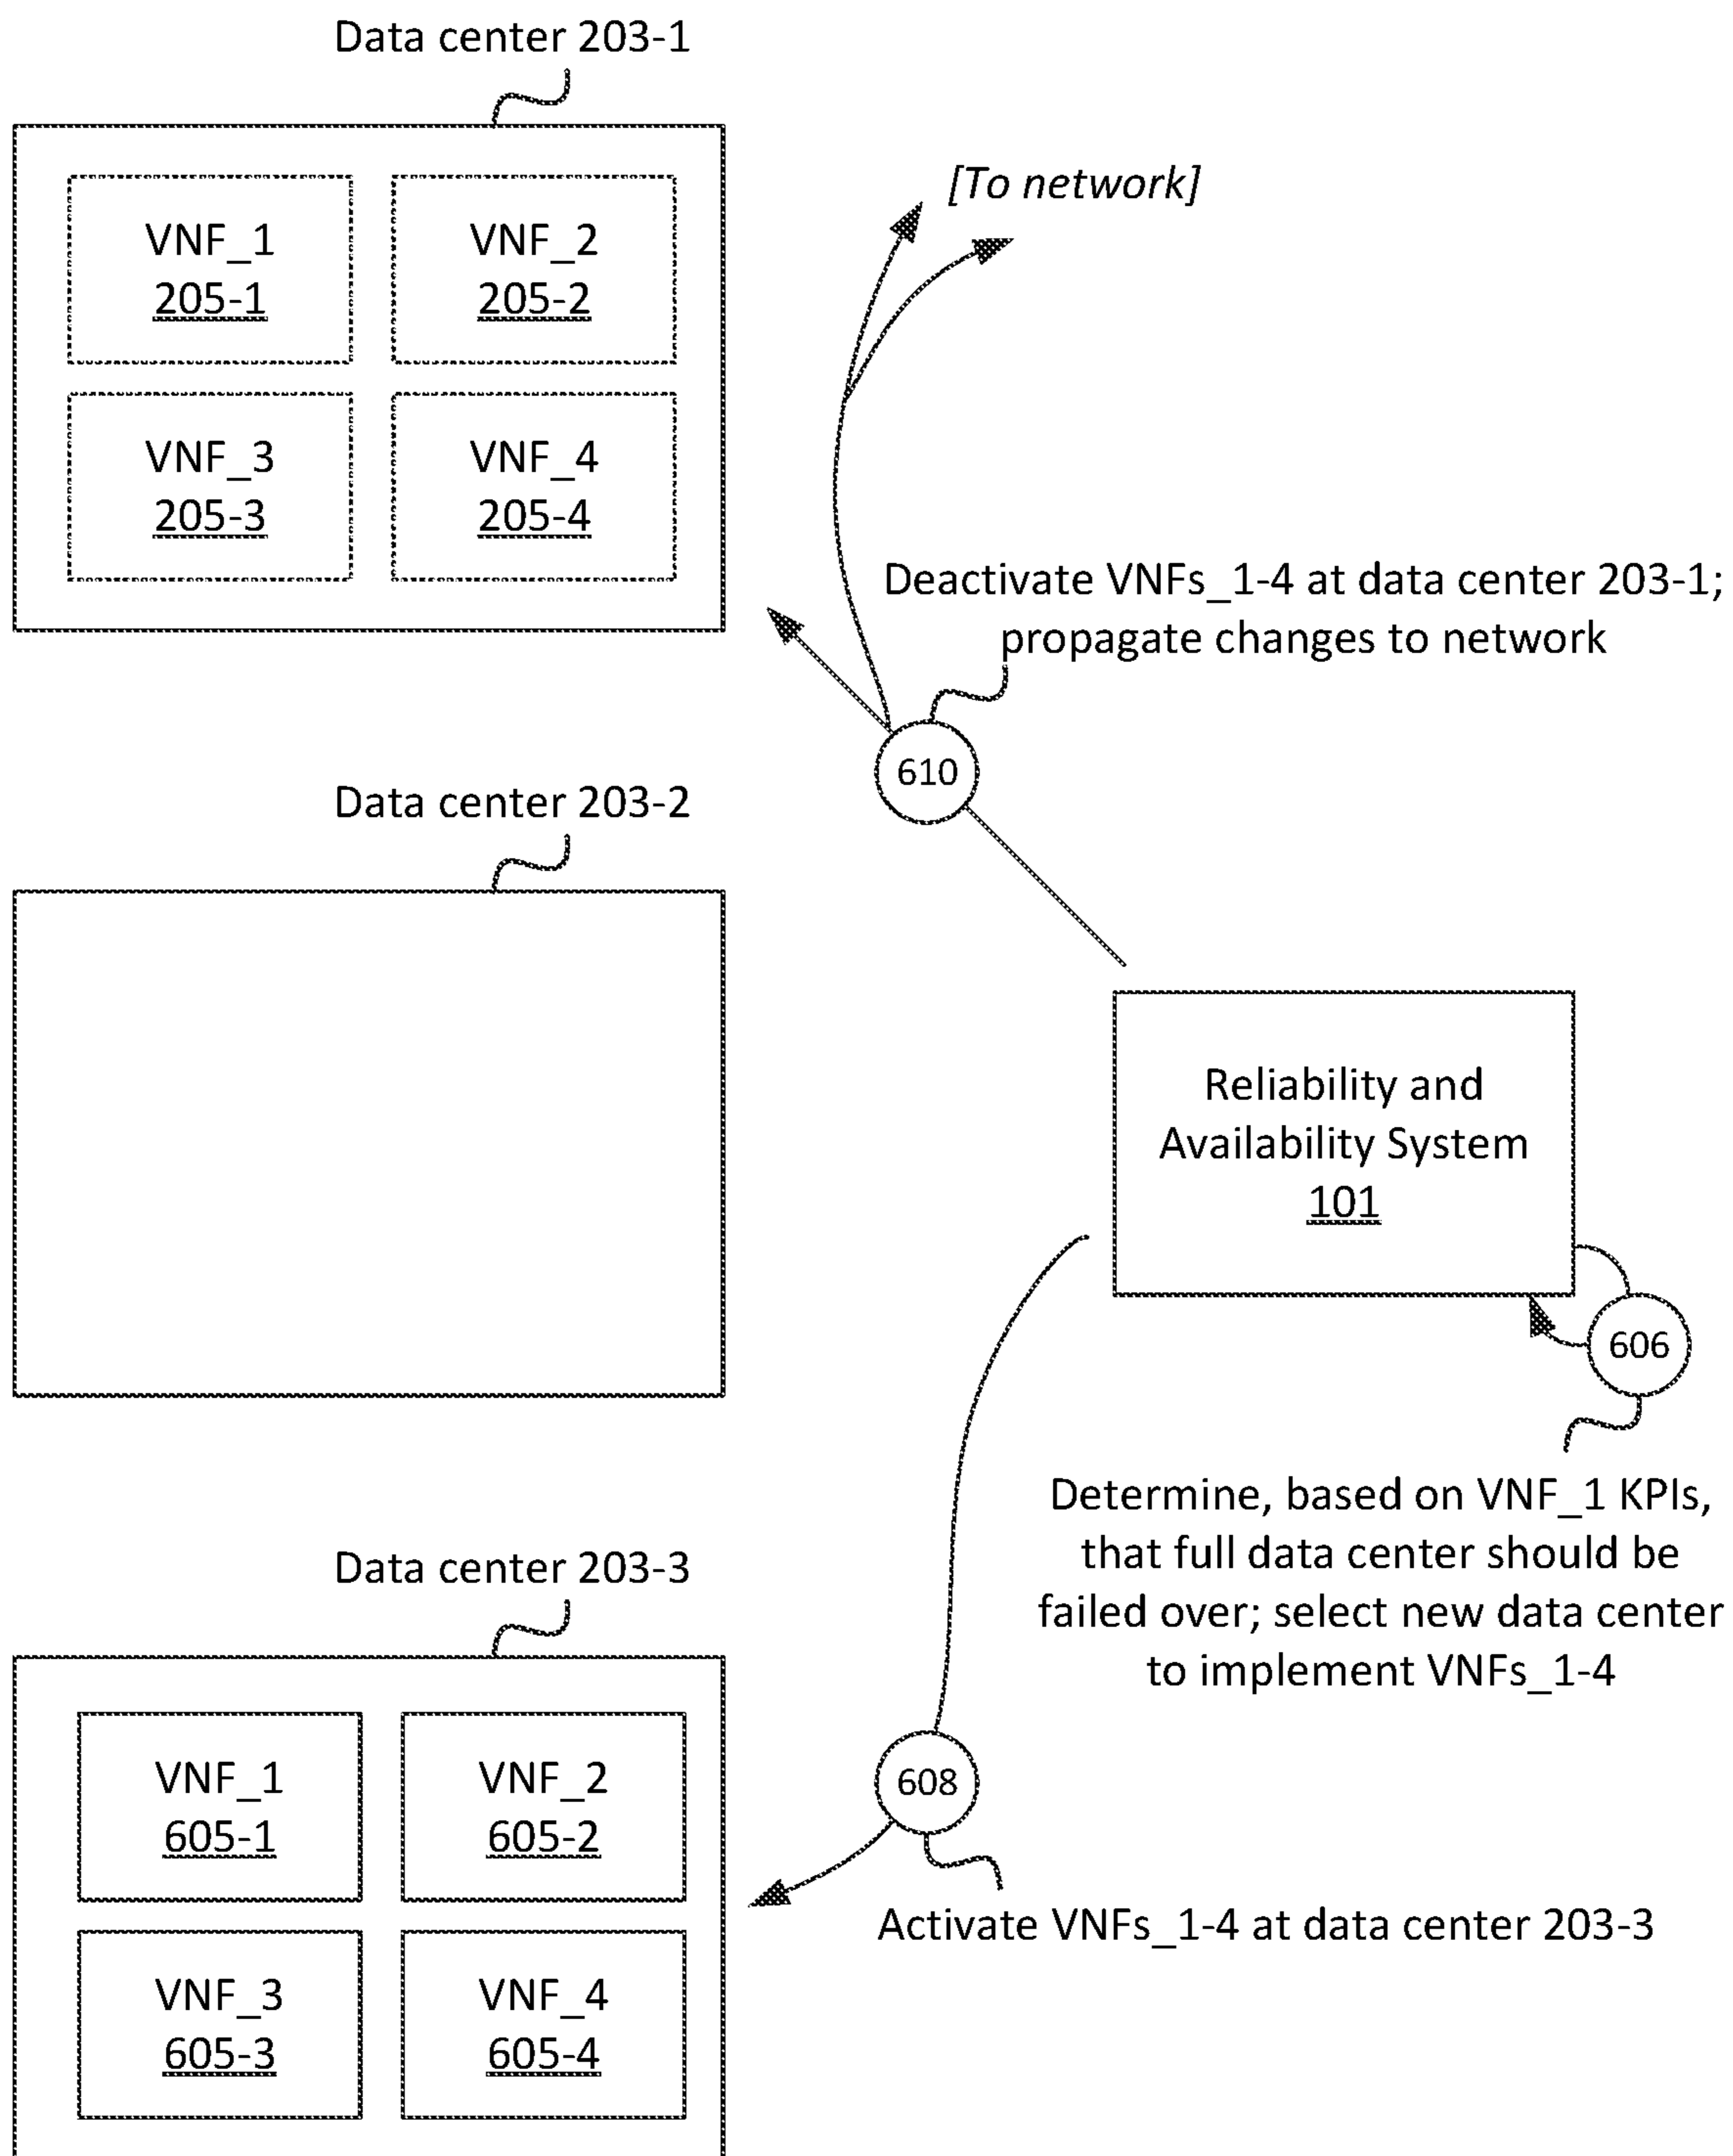 Data center 203-1
VNF_1
205-1
VNF_2
205-2
VNF_3
205-3
VNF_4
205-4
[To network]
Deactivate VNFs_1-4 at data center 203-1;
propagate changes to network
610
Data center 203-2
Reliability and
Availability System
101
606
Determine, based on VNF_1 KPIs,
that full data center should be
failed over; select new data center
to implement VNFs_1-4
Data center 203-3
VNF_1
605-1
VNF_2
605-2
VNF_3
605-3
VNF_4
605-4
608
Activate VNFs_1-4 at data center 203-3